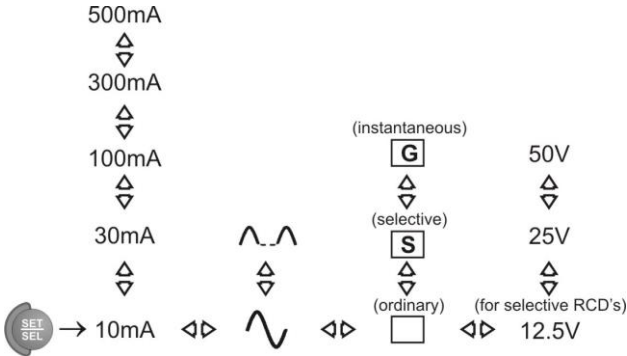 500mA
300mA
(instantaneous)
100mA G 50V
(selective)
30mA S 25V
(ordinary) (for selective RCD's)
SET
SEL
10mA 12.5V